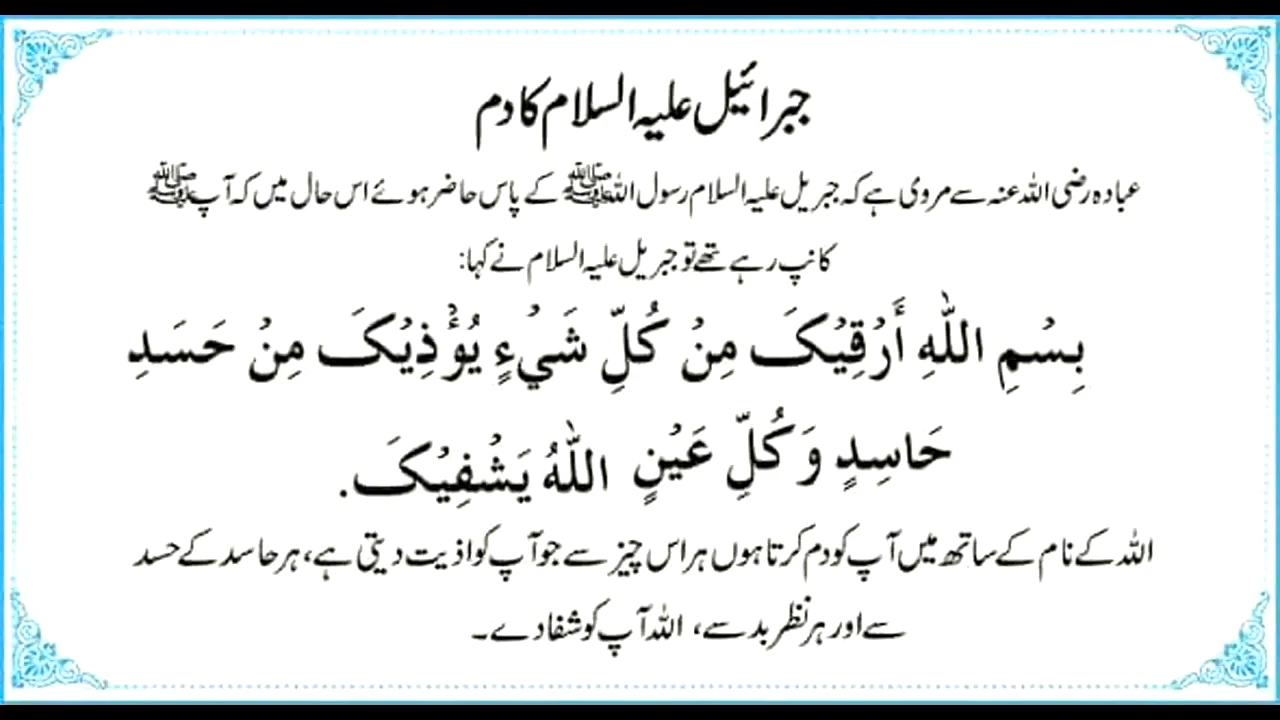 جبرائیل علیہ السلام کا دم
عبادہ رضی اللہ عنہ سے مروی ہے کہ جبریل علیہ السلام رسول اللہ ﷺ کے پاس حاضر ہوئے اس حال میں کہ آپ ﷺ
کانپ رہے تھے تو جبریل علیہ السلام نے کہا:
بِسْمِ اللّٰهِ أَرْقِیْکَ مِنْ کُلِّ شَيْءٍ یُؤْذِیْکَ مِنْ حَسَدِ
حَاسِدٍ وَکُلِّ عَیْنٍ اللّٰهُ یَشْفِیْکَ.
اللہ کے نام کے ساتھ میں آپ کو دم کرتا ہوں ہر اس چیز سے جو آپ کو اذیت دیتی ہے، ہر حاسد کے حسد
سے اور ہر نظر بد سے، اللہ آپ کو شفا دے۔